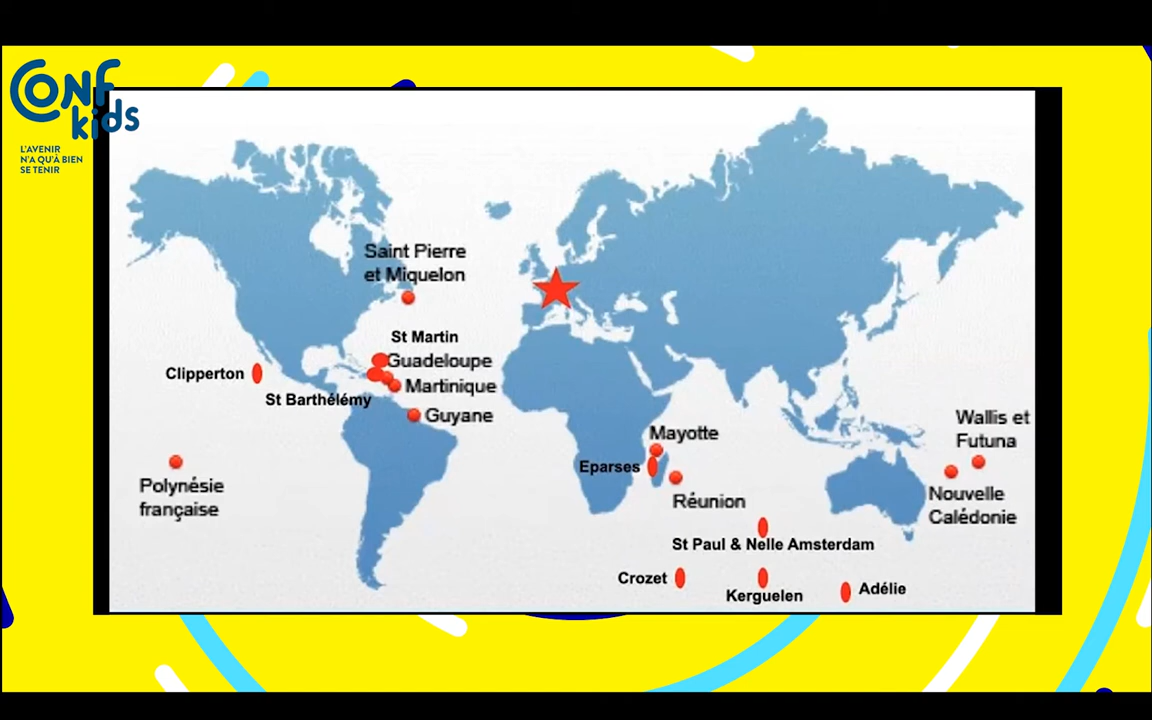 CONF
kids
L'AVENIR
N'A QU'À BIEN
SE TENIR
Saint Pierre
et Miquelon
St Martin
Guadeloupe
Clipperton
Martinique
St Barthélémy
Guyane
Wallis et
Futuna
Mayotte
Eparses
Polynésie
française
Réunion
Nouvelle
Calédonie
St Paul & Nelle Amsterdam
Crozet
Kerguelen
Adélie